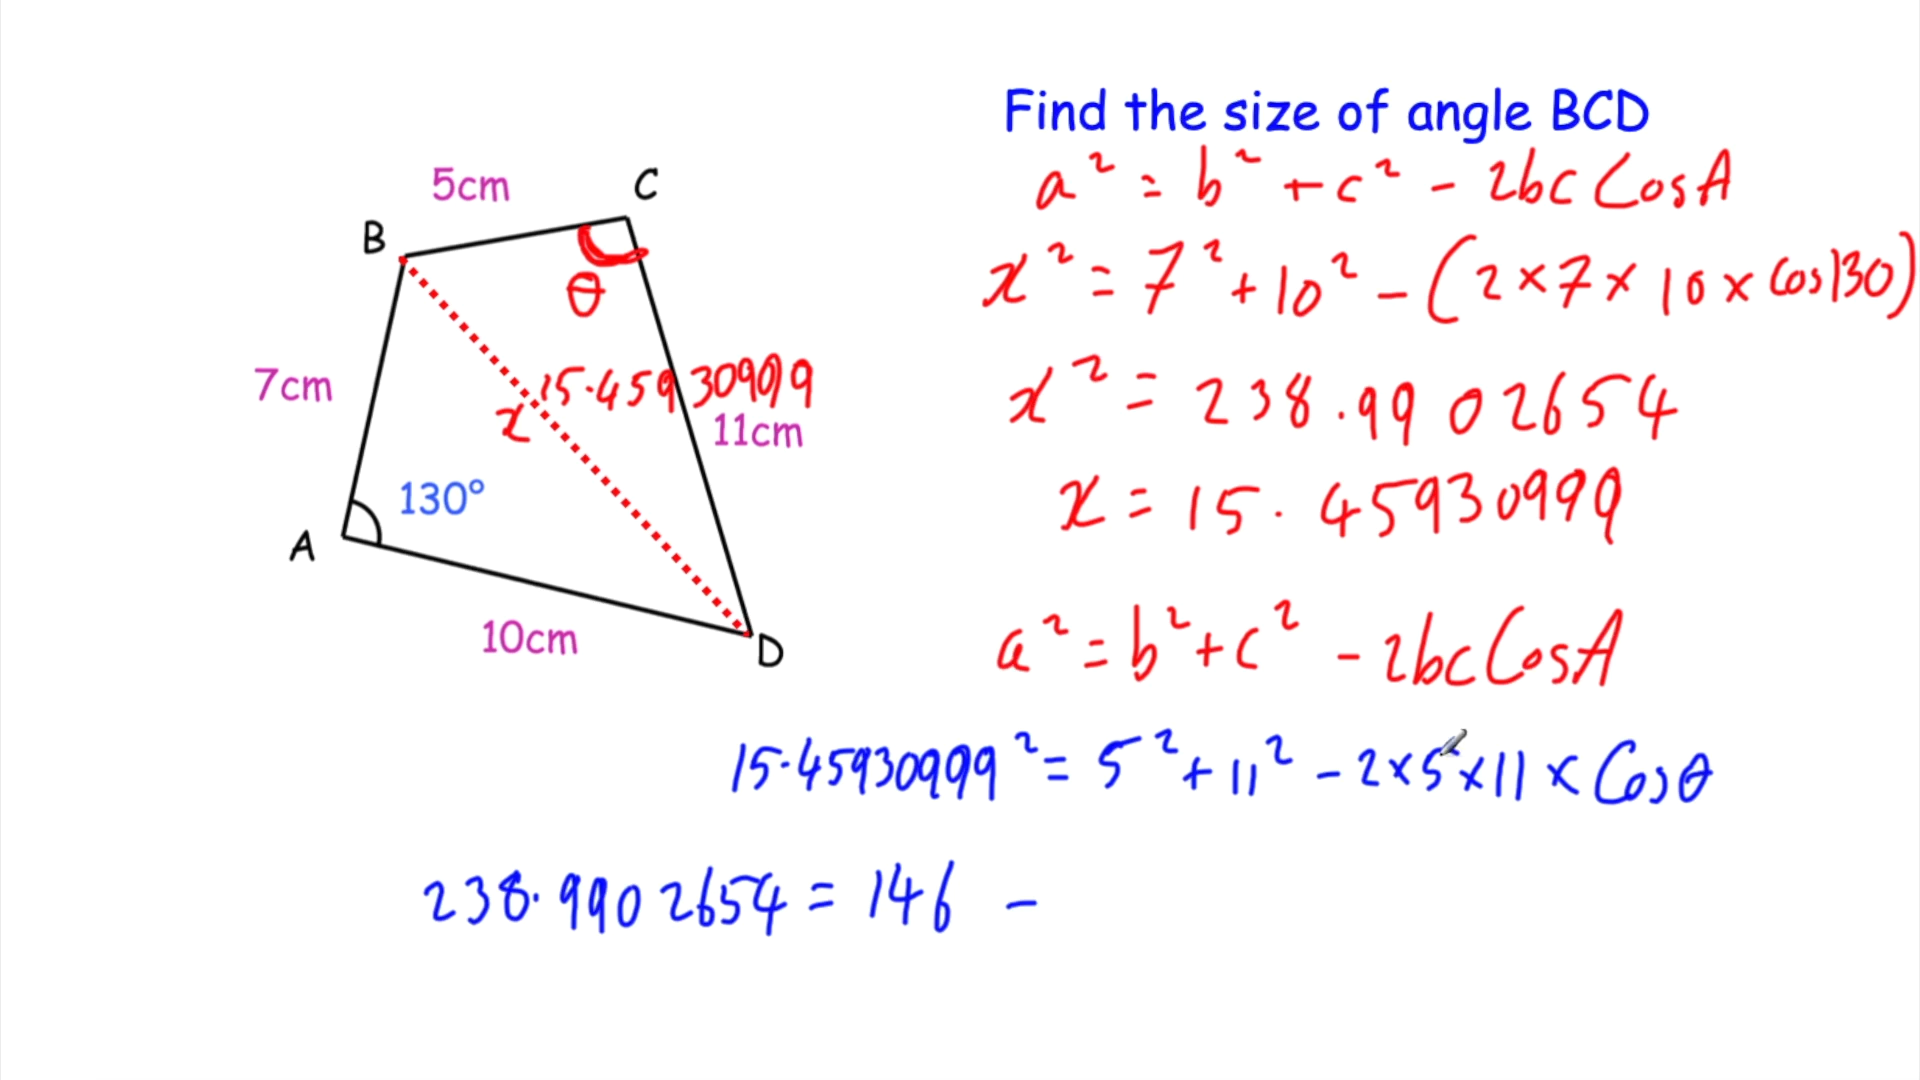 Find the size of angle BCD
a² = b² + c² - 2bc CosA
x² = 7² + 10² - (2 × 7 × 10 × Cos130)
x² = 238.9902654
x = 15.45930999
a² = b² + c² - 2bc CosA
15.45930999² = 5² + 11² - 2×5×11 × Cosθ
238.9902654 = 146 -
5cm
C
B
θ
7cm
15.45930999
x
11cm
130°
A
10cm
D